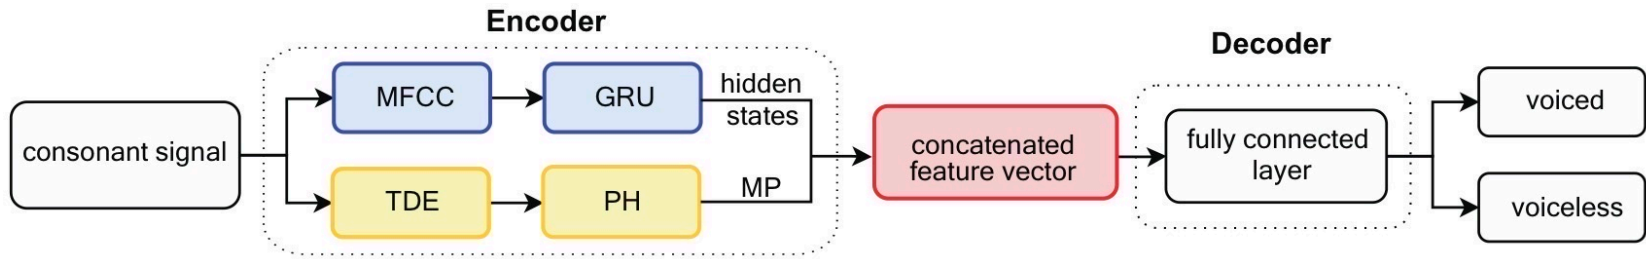 Encoder
Decoder
consonant signal
MFCC
GRU
hidden
states
TDE
PH
MP
concatenated
feature vector
fully connected
layer
voiced
voiceless